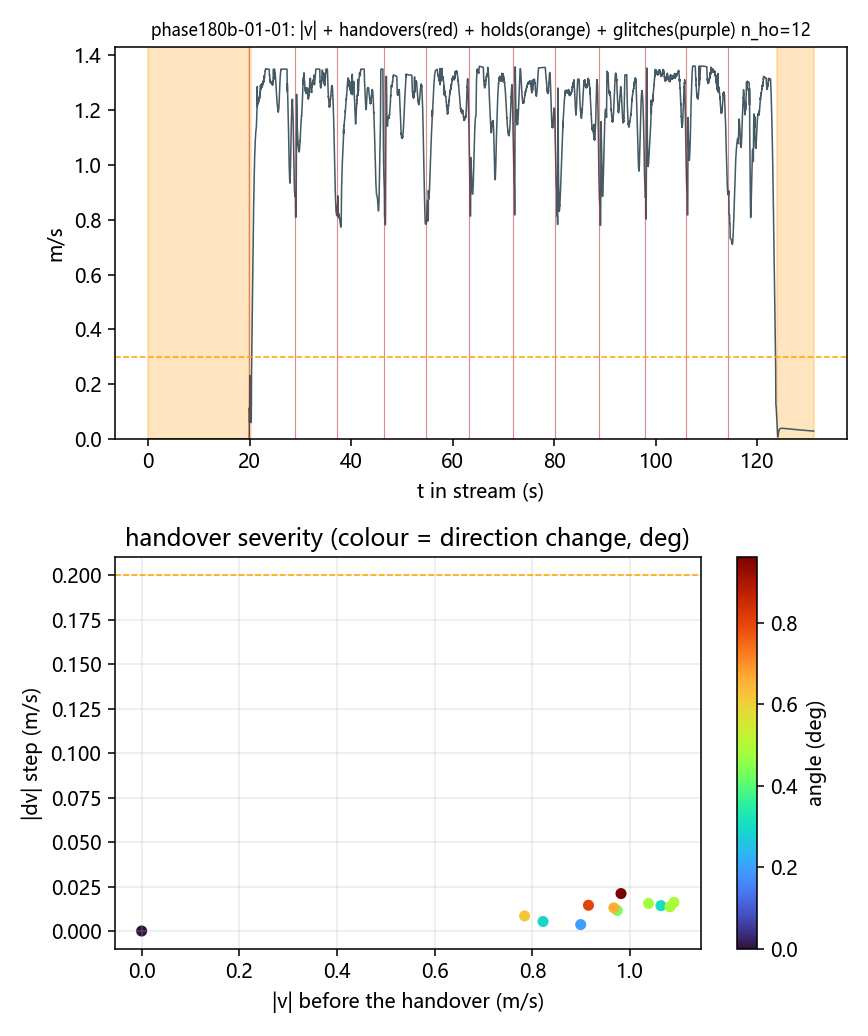 phase180b-01-01: |v| + handovers(red) + holds(orange) + glitches(purple) n_ho=12
1.4
1.2
1.0
0.8
0.6
0.4
0.2
0.0
m/s
0 20 40 60 80 100 120
t in stream (s)
handover severity (colour = direction change, deg)
0.200
0.175
0.150
0.125
0.100
0.075
0.050
0.025
0.000
|dv| step (m/s)
0.0 0.2 0.4 0.6 0.8 1.0
|v| before the handover (m/s)
0.8
0.6
0.4
0.2
0.0
angle (deg)